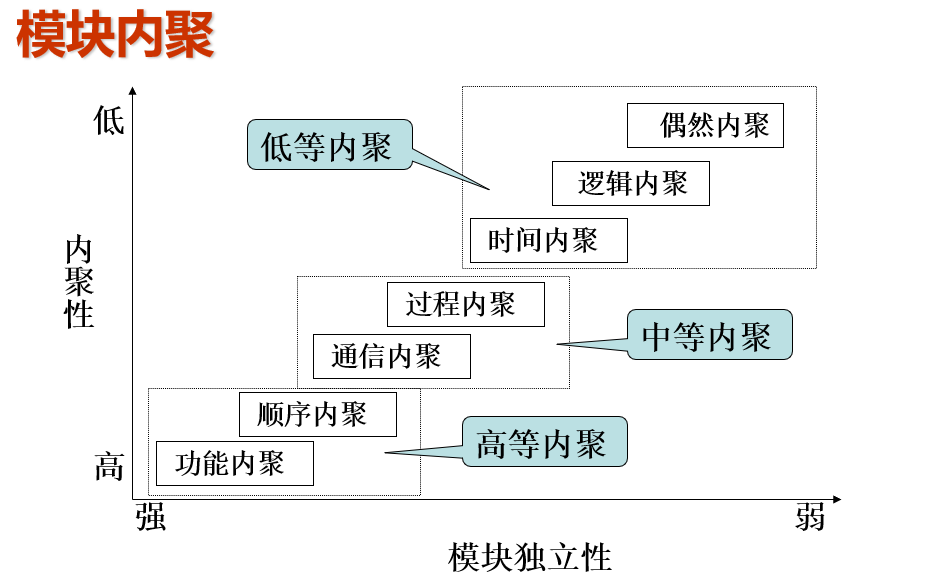 模块内聚
低
偶然内聚
低等内聚
逻辑内聚
时间内聚
内聚性
过程内聚
中等内聚
通信内聚
顺序内聚
高等内聚
功能内聚
高
强
弱
模块独立性